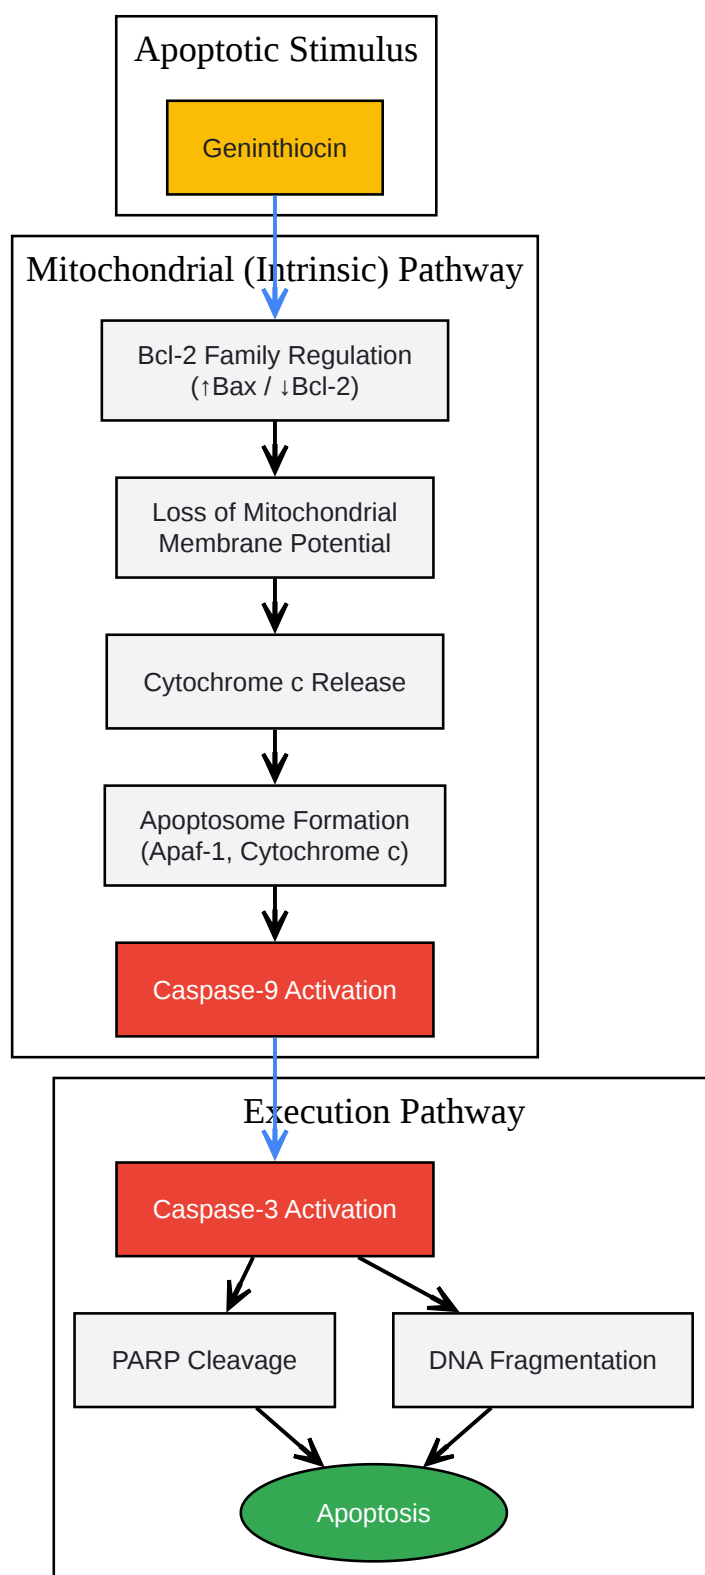 Apoptotic Stimulus
Geninthiocin
Mitochondrial (Intrinsic) Pathway
Bcl-2 Family Regulation
(↑Bax / ↓Bcl-2)
Loss of Mitochondrial
Membrane Potential
Cytochrome c Release
Apoptosome Formation
(Apaf-1, Cytochrome c)
Caspase-9 Activation
Execution Pathway
Caspase-3 Activation
PARP Cleavage
DNA Fragmentation
Apoptosis